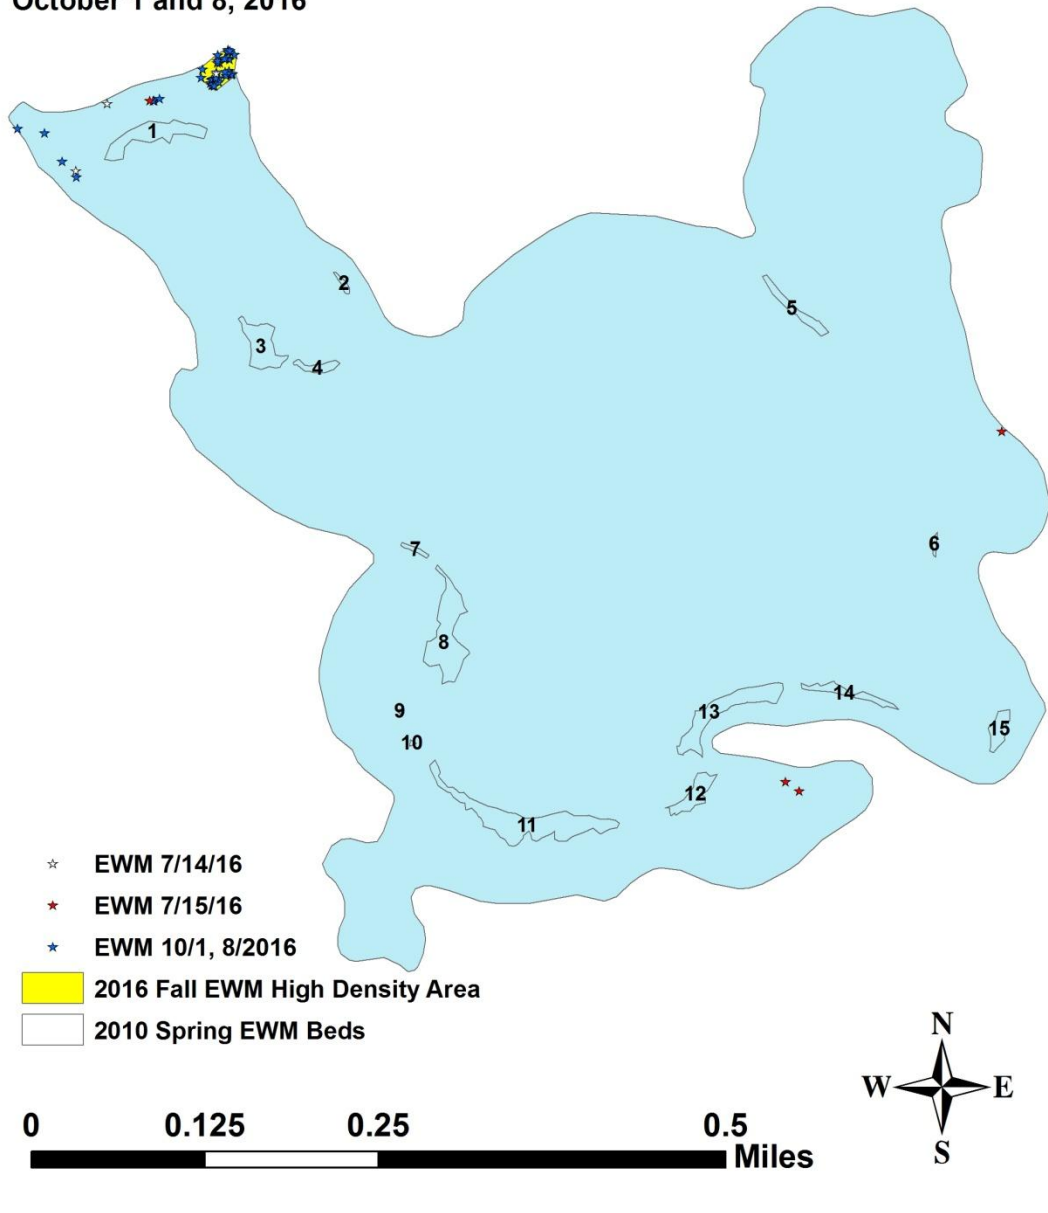 October 1 and 8, 2016
1
2
3
4
5
6
7
8
9
10
11
12
13
14
15
EWM 7/14/16
EWM 7/15/16
EWM 10/1, 8/2016
2016 Fall EWM High Density Area
2010 Spring EWM Beds
N
W E
S
0 0.125 0.25 0.5
Miles